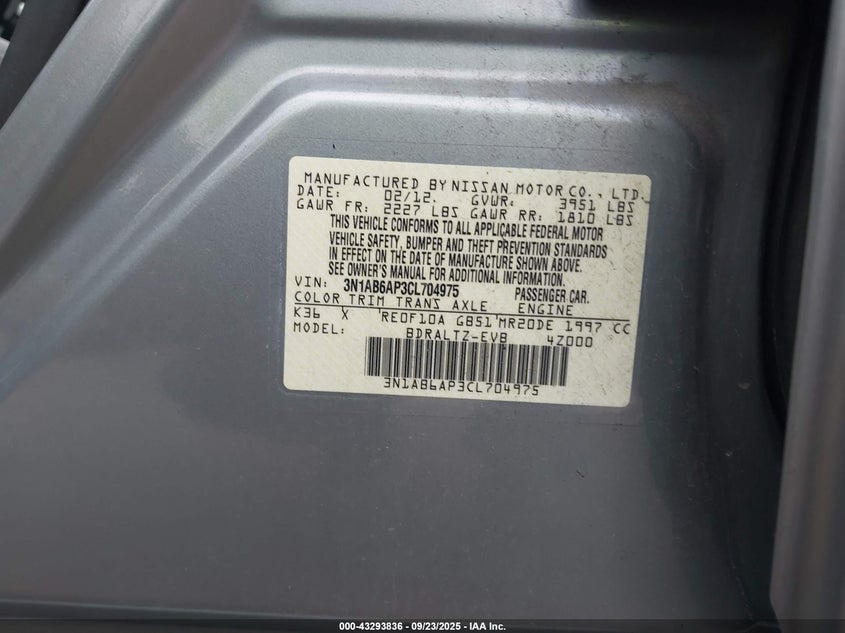 MANUFACTURED BY NISSAN MOTOR CO., LTD.
DATE: 02/12. GVWR: 3951 LBS
GAWR FR: 2227 LBS GAWR RR: 1810 LBS
THIS VEHICLE CONFORMS TO ALL APPLICABLE FEDERAL MOTOR
VEHICLE SAFETY, BUMPER AND THEFT PREVENTION STANDARDS
IN EFFECT ON THE DATE OF MANUFACTURE SHOWN ABOVE.
SEE OWNER'S MANUAL FOR ADDITIONAL INFORMATION.
VIN: 3N1AB6AP3CL704975 PASSENGER CAR.
COLOR TRIM TRANS AXLE ENGINE
K36 X RE0F10A GB51 MR20DE 1997 CC
MODEL: BDRALTZ-EVB 4Z000
3N1AB6AP3CL704975
000-43293836 - 09/23/2025 - IAA Inc.